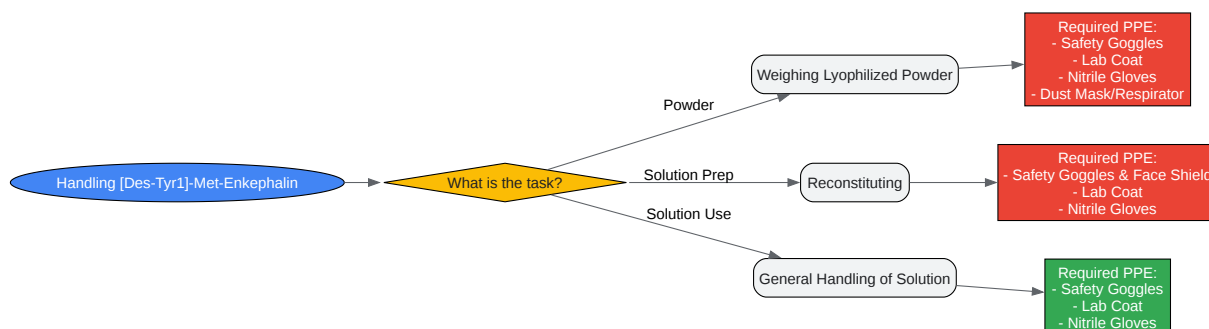 Handling [Des-Tyr1]-Met-Enkephalin
What is the task?
Powder
Weighing Lyophilized Powder
Required PPE:
- Safety Goggles
- Lab Coat
- Nitrile Gloves
- Dust Mask/Respirator
Solution Prep
Reconstituting
Required PPE:
- Safety Goggles & Face Shield
- Lab Coat
- Nitrile Gloves
Solution Use
General Handling of Solution
Required PPE:
- Safety Goggles
- Lab Coat
- Nitrile Gloves